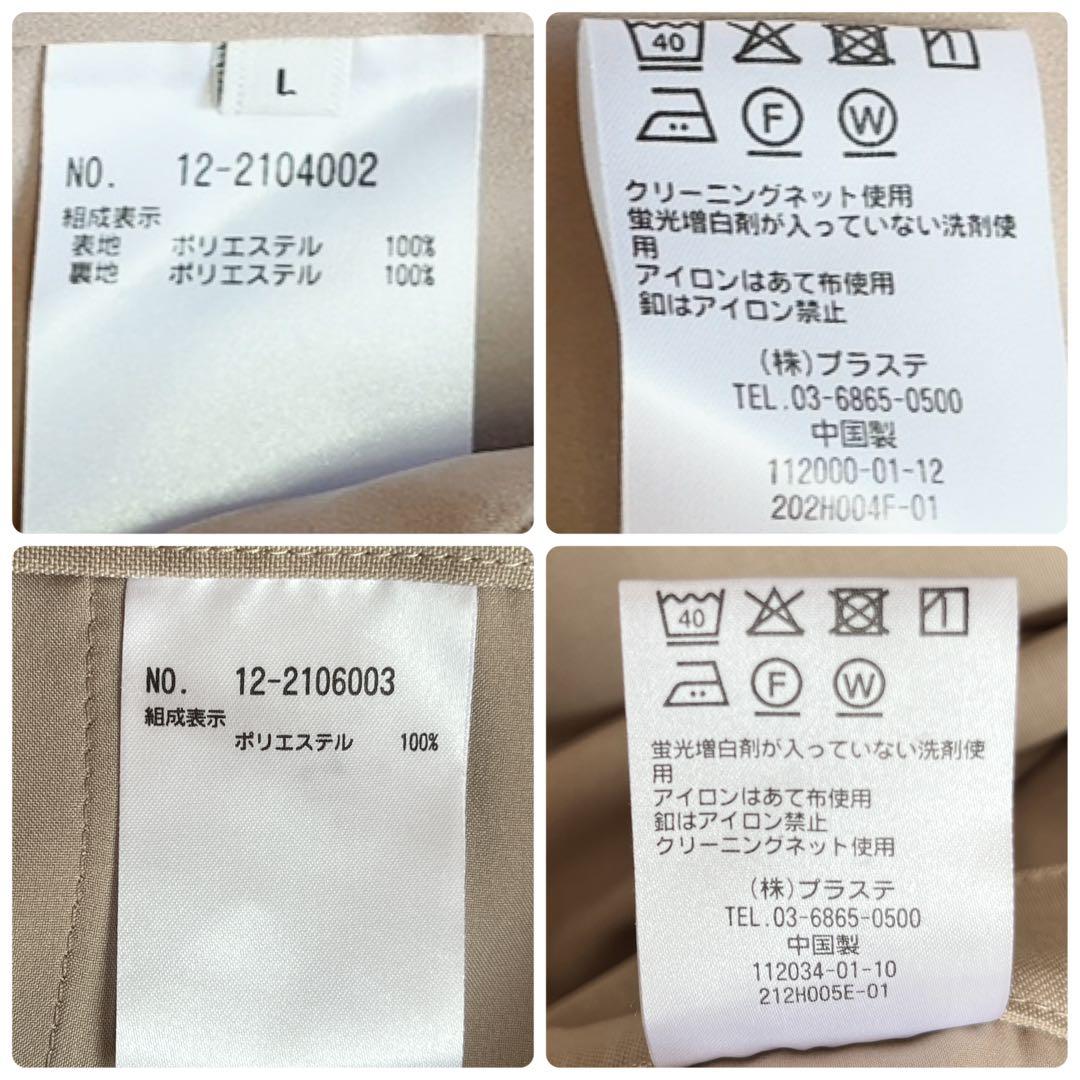 L
NO. 12-2104002
組成表示
表地 ポリエステル 100%
裏地 ポリエステル 100%
40
F W
クリーニングネット使用
蛍光増白剤が入っていない洗剤使
用
アイロンはあて布使用
釦はアイロン禁止
(株)プラステ
TEL.03-6865-0500
中国製
112000-01-12
202H004F-01
NO. 12-2106003
組成表示
ポリエステル 100%
40
F W
蛍光増白剤が入っていない洗剤使
用
アイロンはあて布使用
釦はアイロン禁止
クリーニングネット使用
(株)プラステ
TEL.03-6865-0500
中国製
112034-01-10
212H005E-01